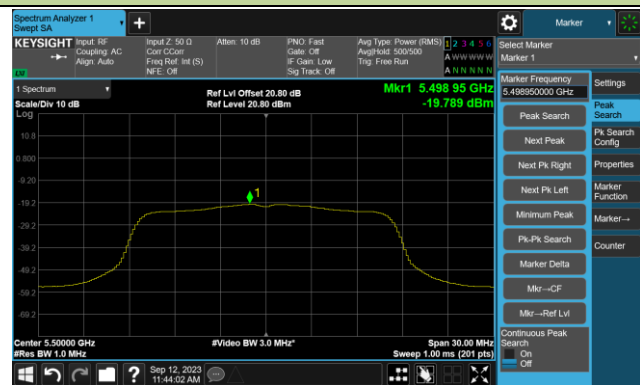 Spectrum Analyzer 1
Swept SA
Marker
KEYSIGHT
Input: RF
Coupling: AC
Align: Auto
Input Z: 50 Ω
Corr CCorr
Freq Ref: Int (S)
NFE: Off
Atten: 10 dB
PNO: Fast
Gate: Off
IF Gain: Low
Sig Track: Off
Avg Type: Power (RMS)
Avg|Hold: 500/500
Trig: Free Run
1 2 3 4 5 6
A W W W W W
A N N N N N
Select Marker
Marker 1
1 Spectrum
Scale/Div 10 dB
Log
Ref Lvl Offset 20.80 dB
Ref Level 20.80 dBm
Mkr1 5.498 95 GHz
-19.789 dBm
10.8
0.800
-9.20
-19.2
-29.2
-39.2
-49.2
-59.2
-69.2
1
Center 5.50000 GHz
#Res BW 1.0 MHz
#Video BW 3.0 MHz*
Span 30.00 MHz
Sweep 1.00 ms (201 pts)
Marker Frequency
5.498950000 GHz
Peak Search
Next Peak
Next Pk Right
Next Pk Left
Minimum Peak
Pk-Pk Search
Marker Delta
Mkr→CF
Mkr→Ref Lvl
Continuous Peak
Search
On
Off
Settings
Peak
Search
Pk Search
Config
Properties
Marker
Function
Marker→
Counter
Sep 12, 2023
11:44:02 AM